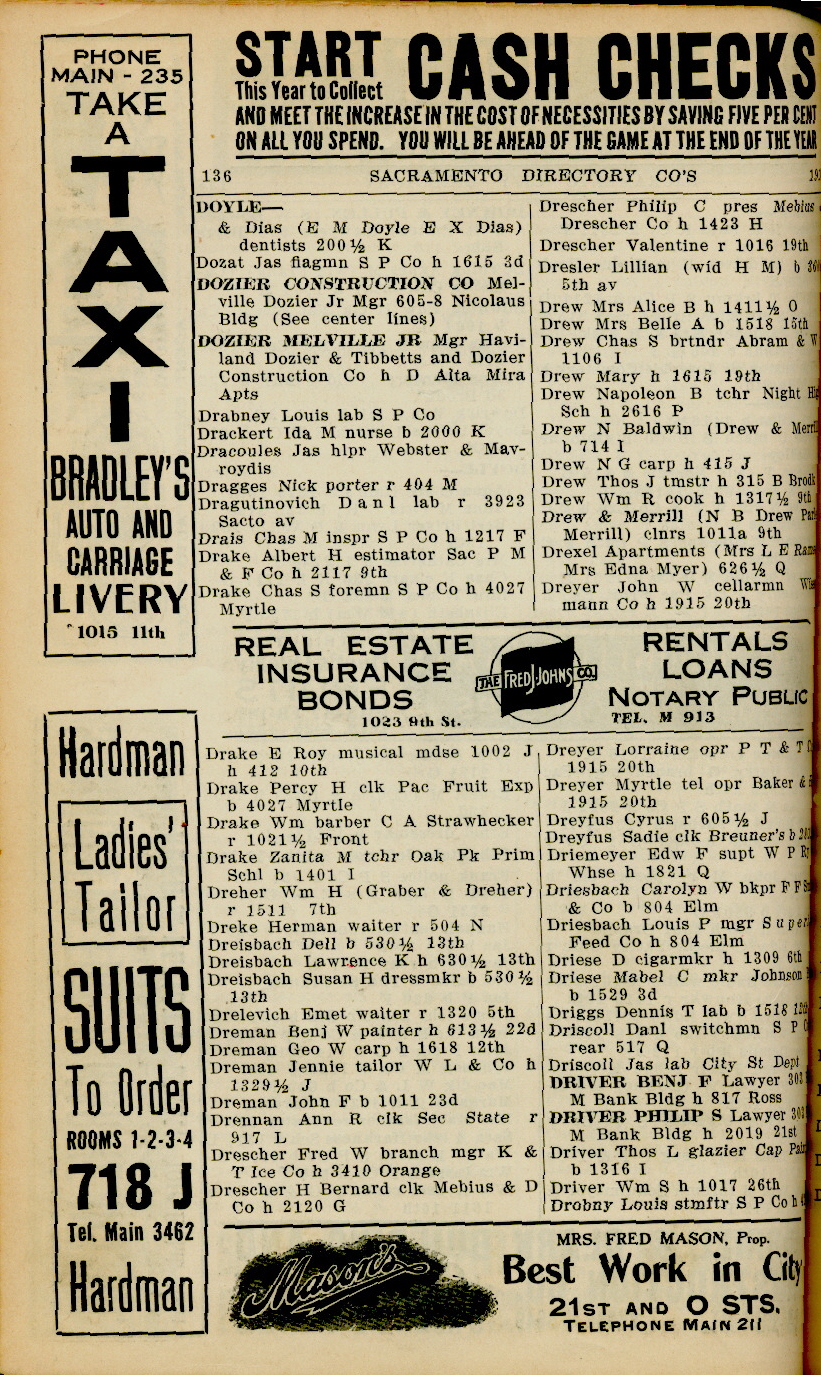 PHONE
MAIN - 235
TAKE
A
TAXI
BRADLEY'S
AUTO AND
CARRIAGE
LIVERY
1015 11th
START
This Year to Collect
CASH CHECKS
AND MEET THE INCREASE IN THE COST OF NECESSITIES BY SAVING FIVE PER CENT
ON ALL YOU SPEND. YOU WILL BE AHEAD OF THE GAME AT THE END OF THE YEAR
136 SACRAMENTO DIRECTORY CO'S
DOYLE—
& Dias (E M Doyle E X Dias)
dentists 200½ K
Dozat Jas flagmn S P Co h 1615 3d
DOZIER CONSTRUCTION CO Mel-
ville Dozier Jr Mgr 605-8 Nicolaus
Bldg (See center lines)
DOZIER MELVILLE JR Mgr Havi-
land Dozier & Tibbetts and Dozier
Construction Co h D Alta Mira
Apts
Drabney Louis lab S P Co
Drackert Ida M nurse b 2000 K
Dracoules Jas hlpr Webster & Mav-
roydis
Dragges Nick porter r 404 M
Dragutinovich Danl lab r 3923
Sacto av
Drais Chas M inspr S P Co h 1217 F
Drake Albert H estimator Sac P M
& F Co h 2117 9th
Drake Chas S foremn S P Co h 4027
Myrtle
Drescher Philip C pres Mebius
Drescher Co h 1423 H
Drescher Valentine r 1016 19th
Dresler Lillian (wid H M) b
5th av
Drew Mrs Alice B h 1411½ O
Drew Mrs Belle A b 1518 15th
Drew Chas S brtndr Abram & W
1106 I
Drew Mary h 1615 19th
Drew Napoleon B tchr Night
Sch h 2616 P
Drew N Baldwin (Drew &
b 714 I
Drew N G carp h 415 J
Drew Thos J tmstr h 315 B
Drew Wm R cook h 1317½ 9th
Drew & Merrill (N B Drew
Merrill) clnrs 1011a 9th
Drexel Apartments (Mrs L E
Mrs Edna Myer) 626½ Q
Dreyer John W cellarmn
mann Co h 1915 20th
REAL ESTATE
INSURANCE
BONDS
1023 9th St.
THE FRED J. JOHNS CO.
RENTALS
LOANS
NOTARY PUBLIC
TEL. M 913
Hardman
Ladies'
Tailor
SUITS
To Order
ROOMS 1-2-3-4
718 J
Tel. Main 3462
Hardman
Drake E Roy musical mdse 1002 J
h 412 10th
Drake Percy H clk Pac Fruit Exp
b 4027 Myrtle
Drake Wm barber C A Strawhecker
r 1021½ Front
Drake Zanita M tchr Oak Pk Prim
Schl b 1401 I
Dreher Wm H (Graber & Dreher)
r 1511 7th
Dreke Herman waiter r 504 N
Dreisbach Dell b 530½ 13th
Dreisbach Lawrence K h 630½ 13th
Dreisbach Susan H dressmkr b 530½
13th
Drelevich Emet waiter r 1320 5th
Dreman Benj W painter h 613½ 22d
Dreman Geo W carp h 1618 12th
Dreman Jennie tailor W L & Co h
1329½ J
Dreman John F b 1011 23d
Drennan Ann R clk Sec State r
917 L
Drescher Fred W branch mgr K &
T Ice Co h 3410 Orange
Drescher H Bernard clk Mebius & D
Co h 2120 G
Dreyer Lorraine opr P T & T
1915 20th
Dreyer Myrtle tel opr Baker &
1915 20th
Dreyfus Cyrus r 605½ J
Dreyfus Sadie clk Breuner's b
Driemeyer Edw F supt W P
Whse h 1821 Q
Driesbach Carolyn W bkpr F F
& Co b 804 Elm
Driesbach Louis P mgr
Feed Co h 804 Elm
Driese D cigarmkr h 1309 6th
Driese Mabel C mkr Johnson
b 1529 3d
Driggs Dennis T lab b 1518
Driscoll Danl switchmn S P
rear 517 Q
Driscoll Jas lab City St Dept
DRIVER BENJ F Lawyer 303
M Bank Bldg h 817 Ross
DRIVER PHILIP S Lawyer 303
M Bank Bldg h 2019 21st
Driver Thos L glazier Cap
b 1316 I
Driver Wm S h 1017 26th
Drobny Louis stmftr S P Co h
Mason's
MRS. FRED MASON, Prop.
Best Work in City
21ST AND O STS.
TELEPHONE MAIN 211